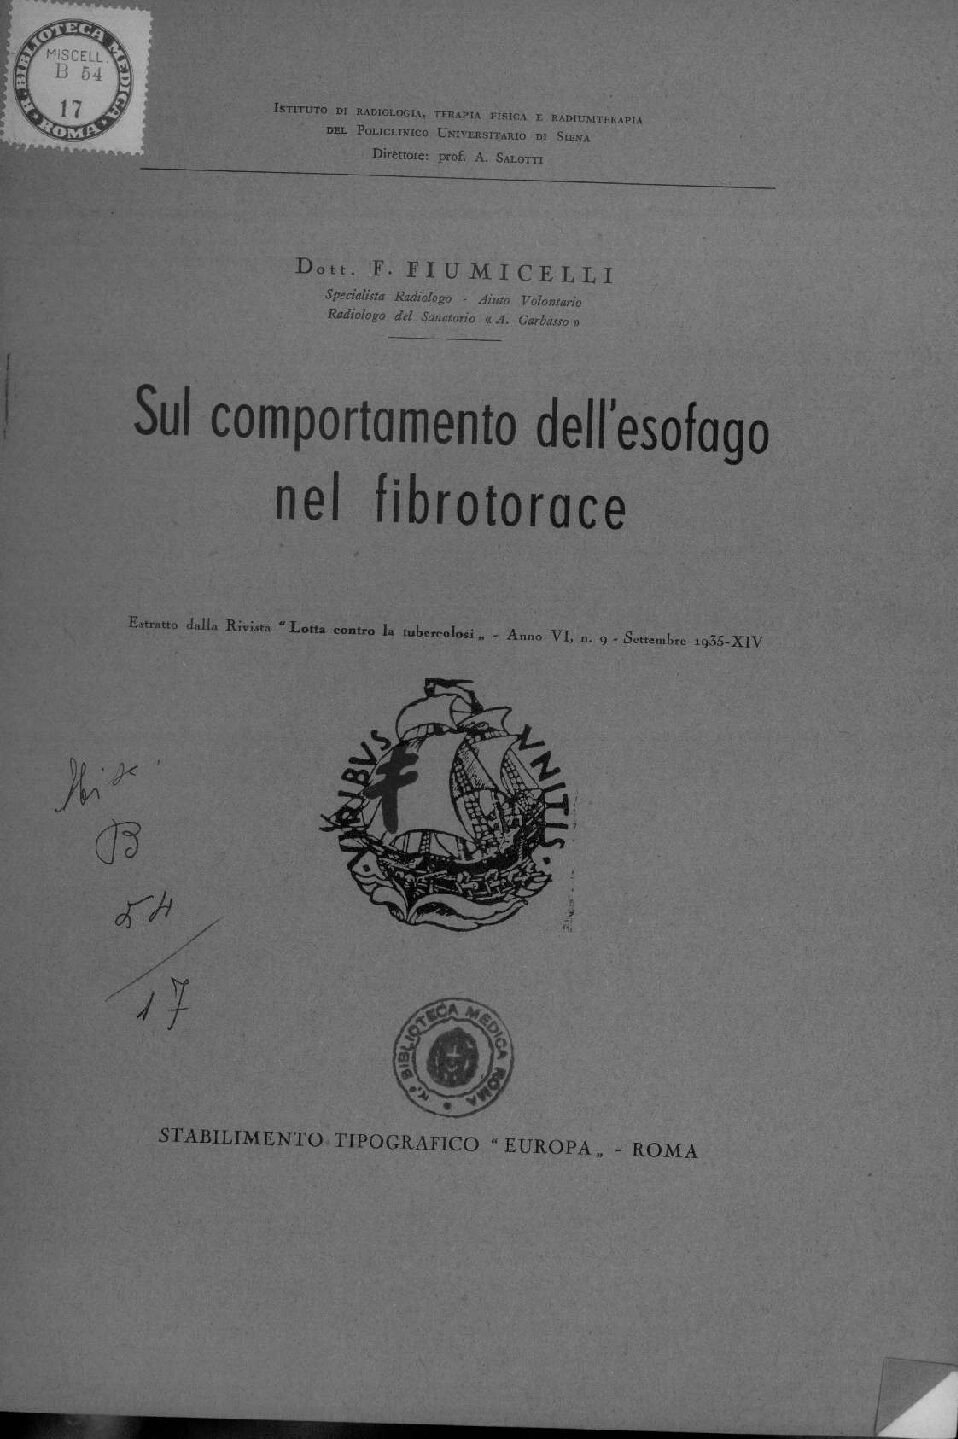 R. BIBLIOTECA MEDICA
MISCELL.
B 54
17
ROMA
ISTITUTO DI RADIOLOGIA, TERAPIA FISICA E RADIUMTERAPIA
DEL POLICLINICO UNIVERSITARIO DI SIENA
Direttore: prof. A. SALOTTI
Dott. F. FIUMICELLI
Specialista Radiologo - Aiuto Volontario
Radiologo del Sanatorio « A. Garbasso »
Sul comportamento dell'esofago
nel fibrotorace
Estratto dalla Rivista "Lotta contro la tubercolosi„ - Anno VI, n. 9 - Settembre 1935-XIV
VIRIBVS VNITIS
B
54
17
Rª BIBLIOTECA MEDICA ROMA
STABILIMENTO TIPOGRAFICO "EUROPA„ - ROMA